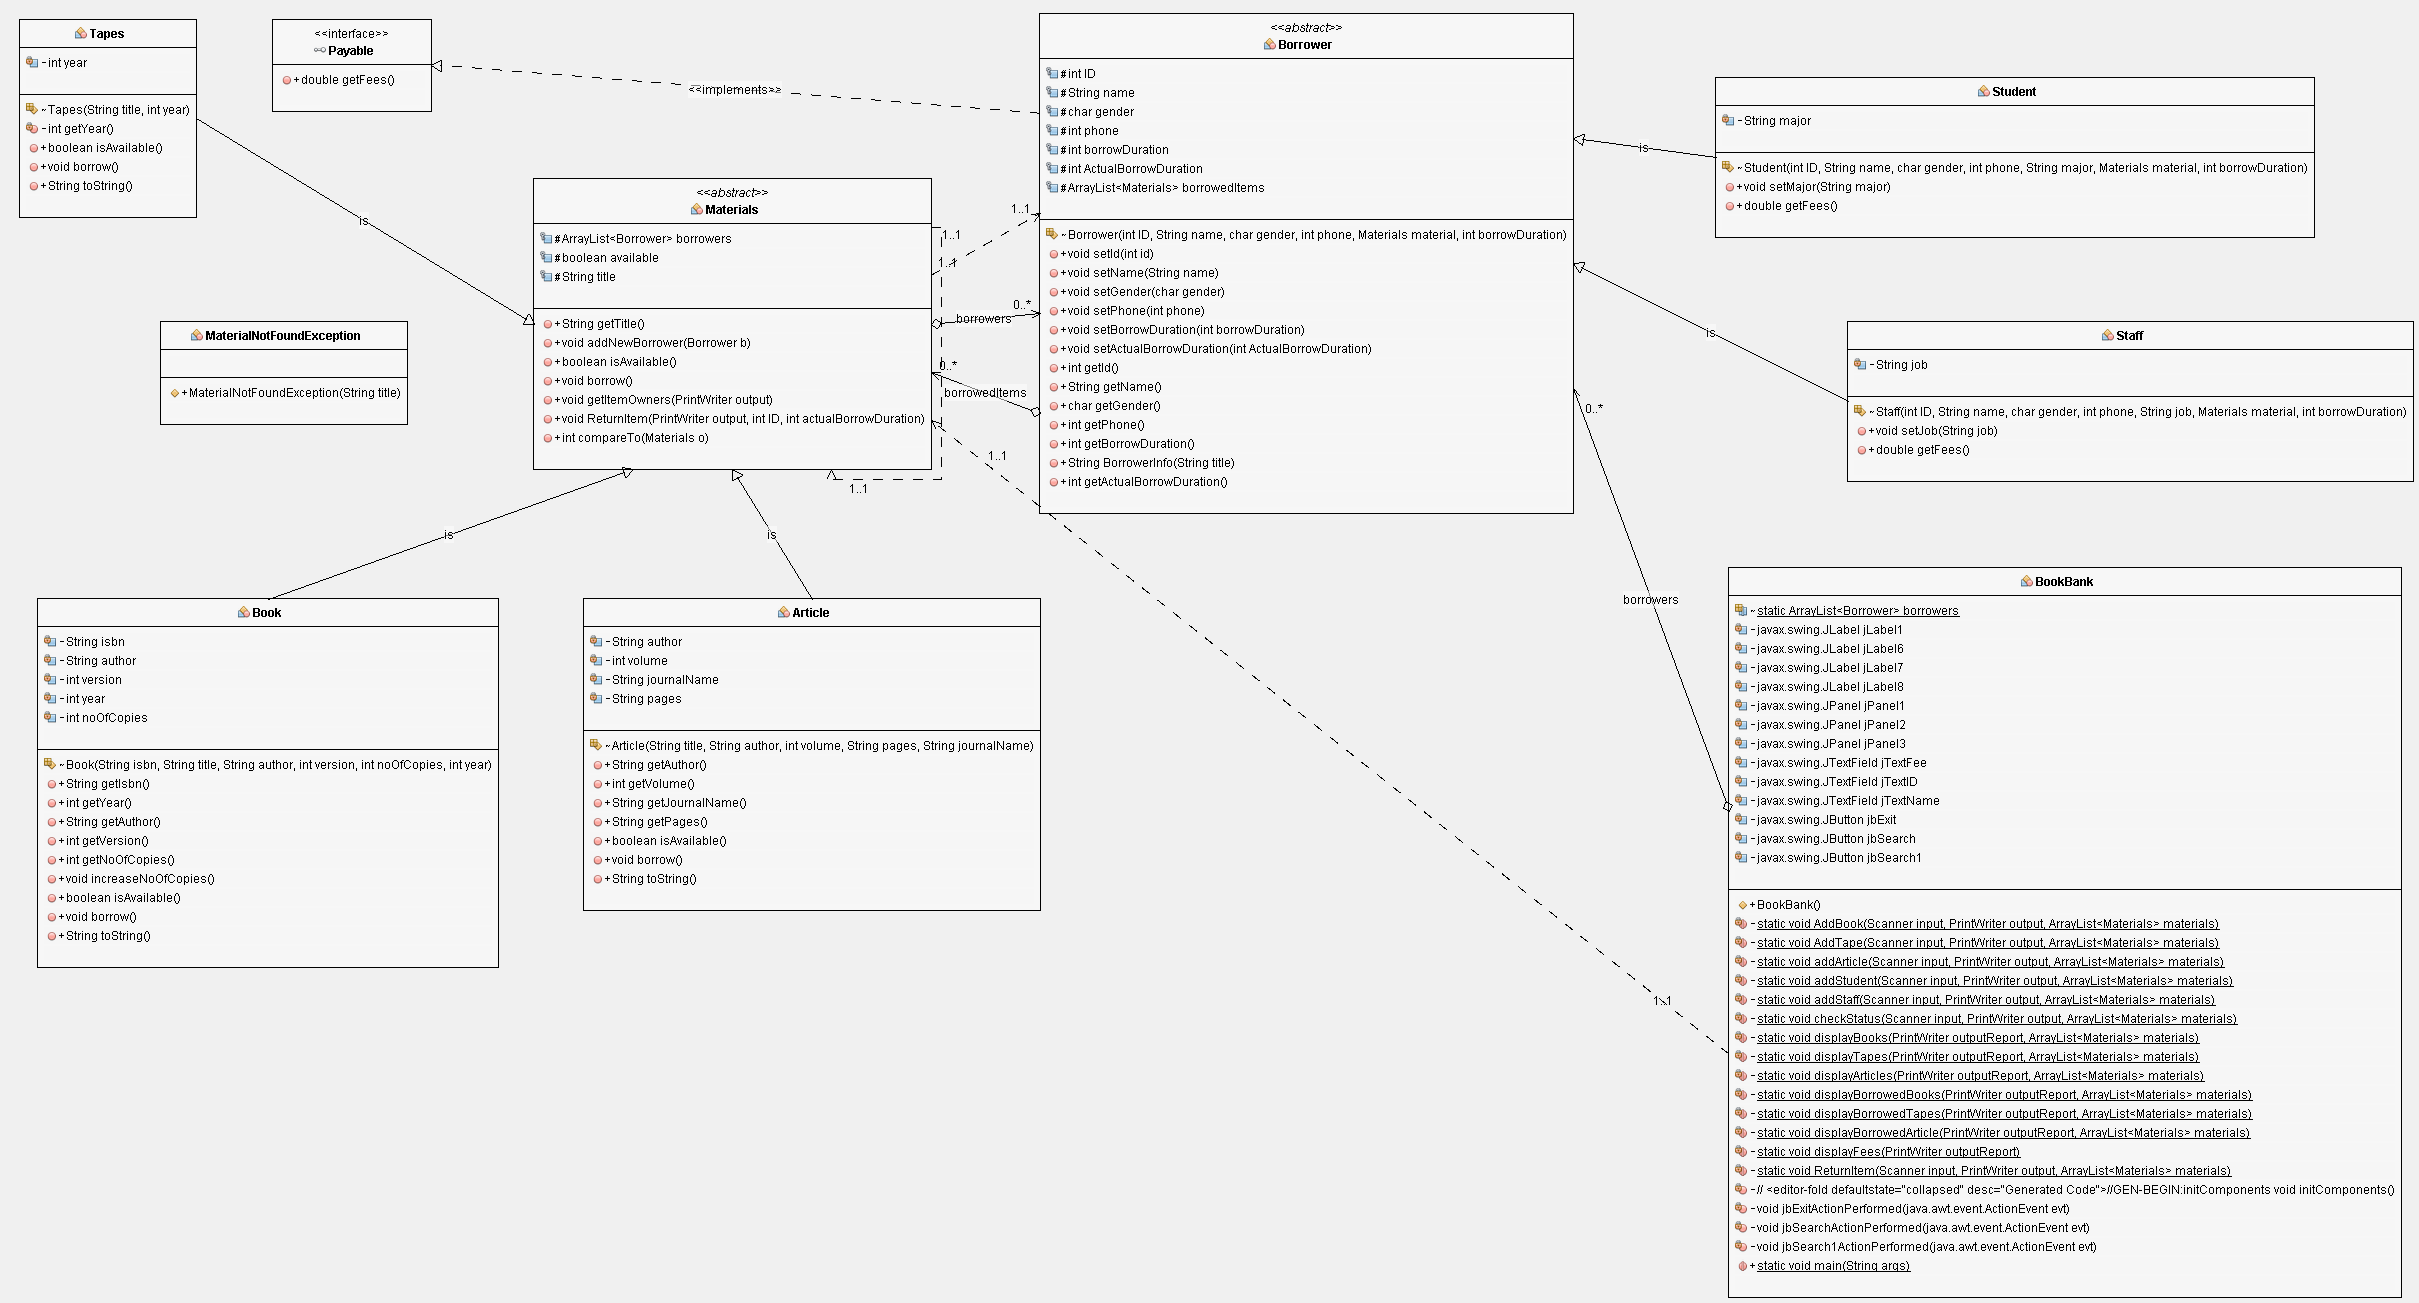 Tapes
-int year
~Tapes(String title, int year)
-int getYear()
+boolean isAvailable()
+void borrow()
+String toString()
<<interface>>
Payable
+double getFees()
<<implements>>
<<abstract>>
Borrower
#int ID
#String name
#char gender
#int phone
#int borrowDuration
#int ActualBorrowDuration
#ArrayList<Materials> borrowedItems
~Borrower(int ID, String name, char gender, int phone, Materials material, int borrowDuration)
+void setId(int id)
+void setName(String name)
+void setGender(char gender)
+void setPhone(int phone)
+void setBorrowDuration(int borrowDuration)
+void setActualBorrowDuration(int ActualBorrowDuration)
+int getId()
+String getName()
+char getGender()
+int getPhone()
+int getBorrowDuration()
+String BorrowerInfo(String title)
+int getActualBorrowDuration()
Student
-String major
~Student(int ID, String name, char gender, int phone, String major, Materials material, int borrowDuration)
+void setMajor(String major)
+double getFees()
is
is
Staff
-String job
~Staff(int ID, String name, char gender, int phone, String job, Materials material, int borrowDuration)
+void setJob(String job)
+double getFees()
is
<<abstract>>
Materials
#ArrayList<Borrower> borrowers
#boolean available
#String title
+String getTitle()
+void addNewBorrower(Borrower b)
+boolean isAvailable()
+void borrow()
+void getItemOwners(PrintWriter output)
+void ReturnItem(PrintWriter output, int ID, int actualBorrowDuration)
+int compareTo(Materials o)
1..1
1..1
1..1
0..*
borrowers
0..*
borrowedItems
1..1
1..1
0..*
borrowers
1..1
MaterialNotFoundException
+MaterialNotFoundException(String title)
is
is
Book
-String isbn
-String author
-int version
-int year
-int noOfCopies
~Book(String isbn, String title, String author, int version, int noOfCopies, int year)
+String getIsbn()
+int getYear()
+String getAuthor()
+int getVersion()
+int getNoOfCopies()
+void increaseNoOfCopies()
+boolean isAvailable()
+void borrow()
+String toString()
Article
-String author
-int volume
-String journalName
-String pages
~Article(String title, String author, int volume, String pages, String journalName)
+String getAuthor()
+int getVolume()
+String getJournalName()
+String getPages()
+boolean isAvailable()
+void borrow()
+String toString()
BookBank
~static ArrayList<Borrower> borrowers
-javax.swing.JLabel jLabel1
-javax.swing.JLabel jLabel6
-javax.swing.JLabel jLabel7
-javax.swing.JLabel jLabel8
-javax.swing.JPanel jPanel1
-javax.swing.JPanel jPanel2
-javax.swing.JPanel jPanel3
-javax.swing.JTextField jTextFee
-javax.swing.JTextField jTextID
-javax.swing.JTextField jTextName
-javax.swing.JButton jbExit
-javax.swing.JButton jbSearch
-javax.swing.JButton jbSearch1
+BookBank()
-static void AddBook(Scanner input, PrintWriter output, ArrayList<Materials> materials)
-static void AddTape(Scanner input, PrintWriter output, ArrayList<Materials> materials)
-static void addArticle(Scanner input, PrintWriter output, ArrayList<Materials> materials)
-static void addStudent(Scanner input, PrintWriter output, ArrayList<Materials> materials)
-static void addStaff(Scanner input, PrintWriter output, ArrayList<Materials> materials)
-static void checkStatus(Scanner input, PrintWriter output, ArrayList<Materials> materials)
-static void displayBooks(PrintWriter outputReport, ArrayList<Materials> materials)
-static void displayTapes(PrintWriter outputReport, ArrayList<Materials> materials)
-static void displayArticles(PrintWriter outputReport, ArrayList<Materials> materials)
-static void displayBorrowedBooks(PrintWriter outputReport, ArrayList<Materials> materials)
-static void displayBorrowedTapes(PrintWriter outputReport, ArrayList<Materials> materials)
-static void displayBorrowedArticle(PrintWriter outputReport, ArrayList<Materials> materials)
-static void displayFees(PrintWriter outputReport)
-static void ReturnItem(Scanner input, PrintWriter output, ArrayList<Materials> materials)
-// <editor-fold defaultstate="collapsed" desc="Generated Code">//GEN-BEGIN:initComponents void initComponents()
-void jbExitActionPerformed(java.awt.event.ActionEvent evt)
-void jbSearchActionPerformed(java.awt.event.ActionEvent evt)
-void jbSearch1ActionPerformed(java.awt.event.ActionEvent evt)
+static void main(String args)